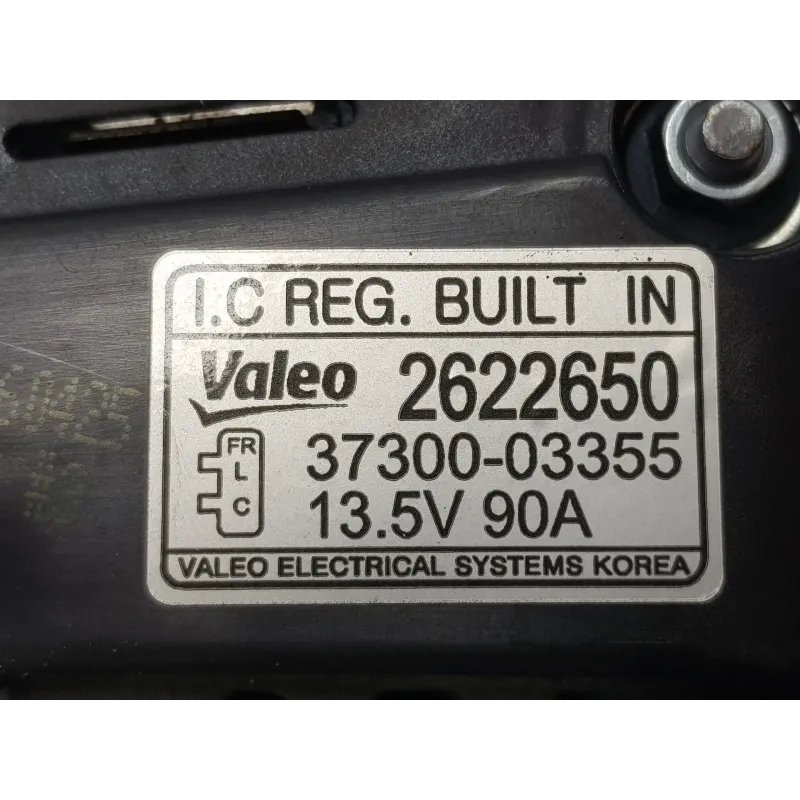 I.C REG. BUILT IN
Valeo 2622650
FR
L
C
37300-03355
13.5V 90A
VALEO ELECTRICAL SYSTEMS KOREA